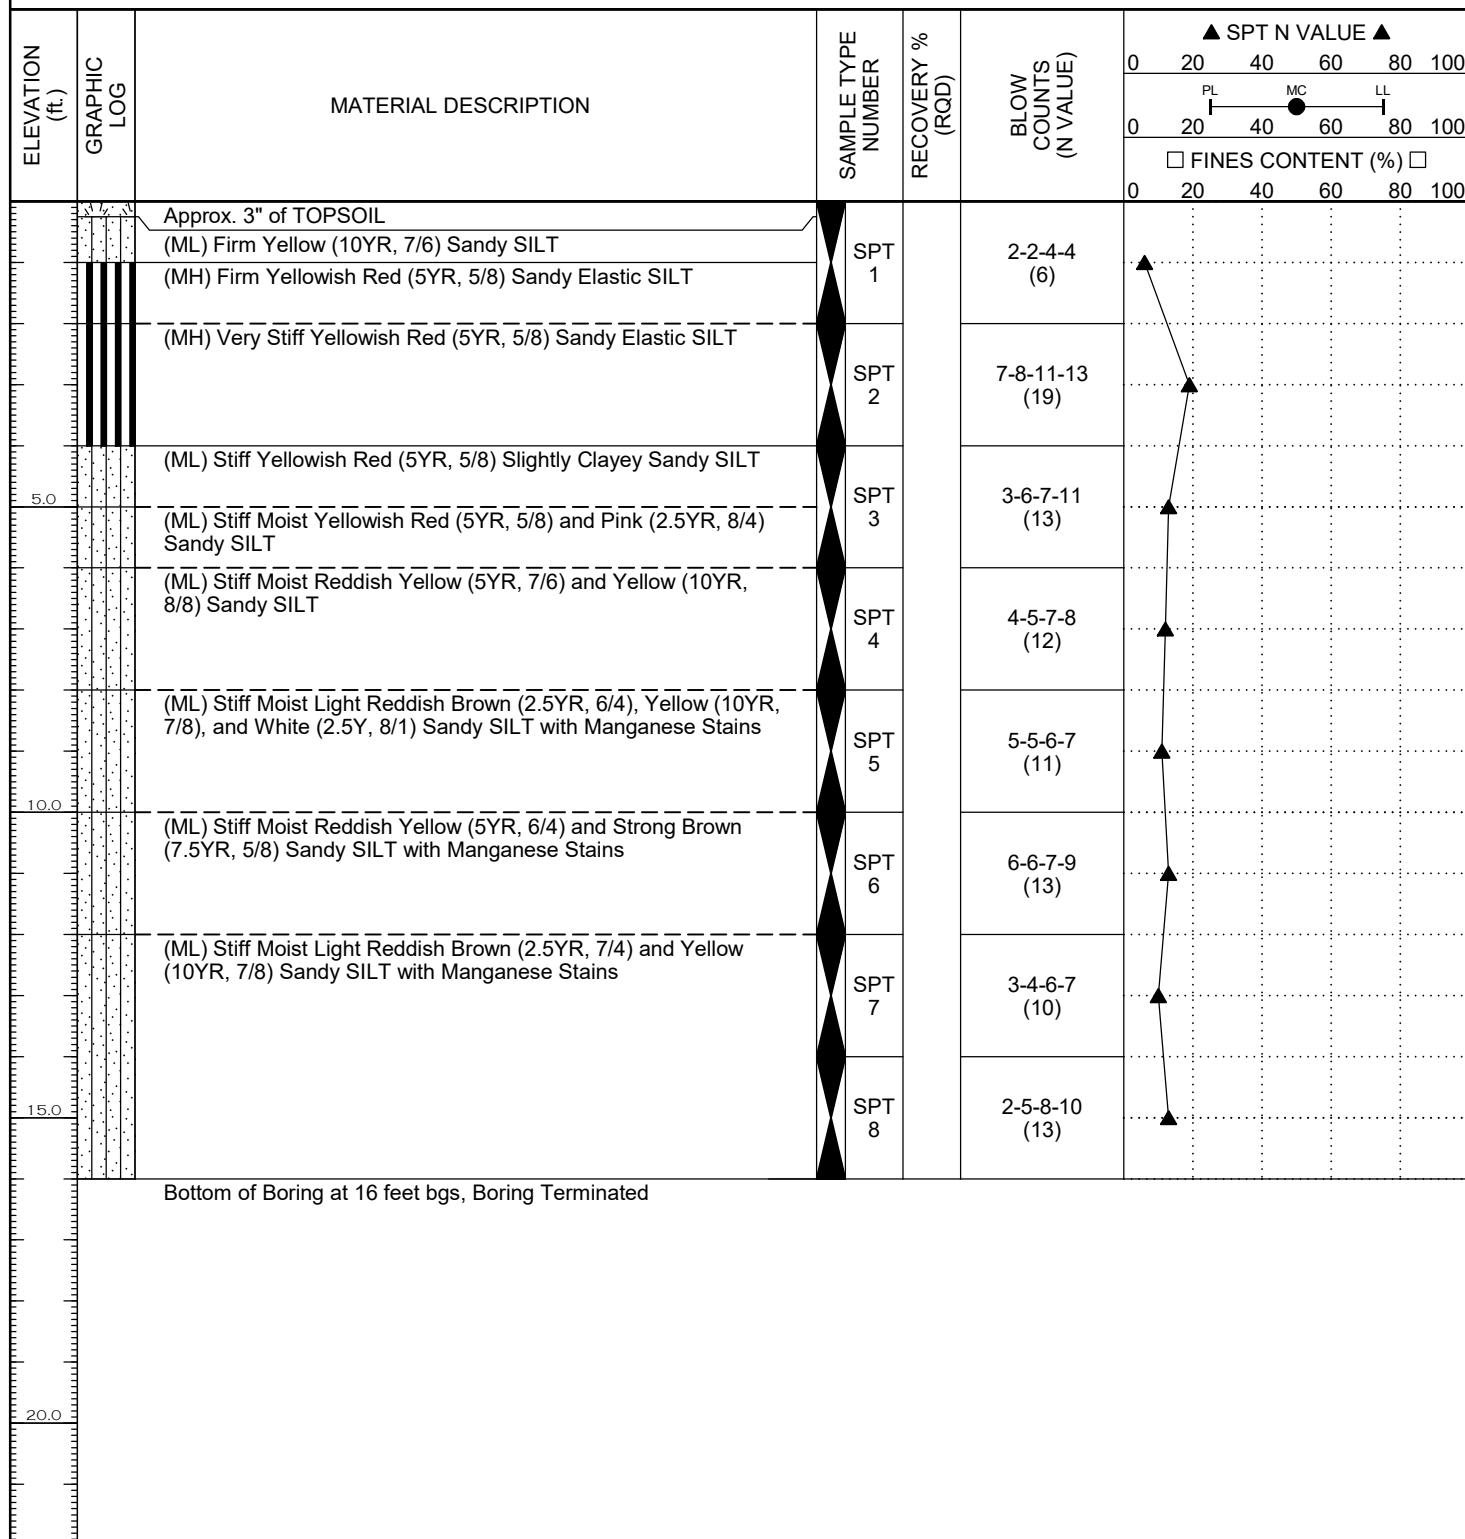 ELEVATION
(ft.)
GRAPHIC
LOG
MATERIAL DESCRIPTION
SAMPLE TYPE
NUMBER
RECOVERY %
(RQD)
BLOW
COUNTS
(N VALUE)
▲ SPT N VALUE ▲
0 20 40 60 80 100
PL MC LL
0 20 40 60 80 100
□ FINES CONTENT (%) □
0 20 40 60 80 100
Approx. 3" of TOPSOIL
(ML) Firm Yellow (10YR, 7/6) Sandy SILT
(MH) Firm Yellowish Red (5YR, 5/8) Sandy Elastic SILT
SPT
1
2-2-4-4
(6)
(MH) Very Stiff Yellowish Red (5YR, 5/8) Sandy Elastic SILT
SPT
2
7-8-11-13
(19)
(ML) Stiff Yellowish Red (5YR, 5/8) Slightly Clayey Sandy SILT
5.0
(ML) Stiff Moist Yellowish Red (5YR, 5/8) and Pink (2.5YR, 8/4)
Sandy SILT
SPT
3
3-6-7-11
(13)
(ML) Stiff Moist Reddish Yellow (5YR, 7/6) and Yellow (10YR,
8/8) Sandy SILT
SPT
4
4-5-7-8
(12)
(ML) Stiff Moist Light Reddish Brown (2.5YR, 6/4), Yellow (10YR,
7/8), and White (2.5Y, 8/1) Sandy SILT with Manganese Stains
SPT
5
5-5-6-7
(11)
10.0
(ML) Stiff Moist Reddish Yellow (5YR, 6/4) and Strong Brown
(7.5YR, 5/8) Sandy SILT with Manganese Stains
SPT
6
6-6-7-9
(13)
(ML) Stiff Moist Light Reddish Brown (2.5YR, 7/4) and Yellow
(10YR, 7/8) Sandy SILT with Manganese Stains
SPT
7
3-4-6-7
(10)
15.0
SPT
8
2-5-8-10
(13)
Bottom of Boring at 16 feet bgs, Boring Terminated
20.0